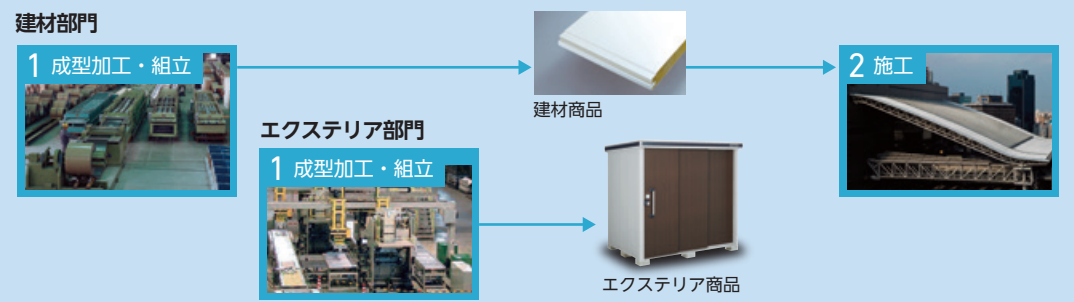 建材部門
1 成型加工・組立
建材商品
2 施工
エクステリア部門
1 成型加工・組立
エクステリア商品